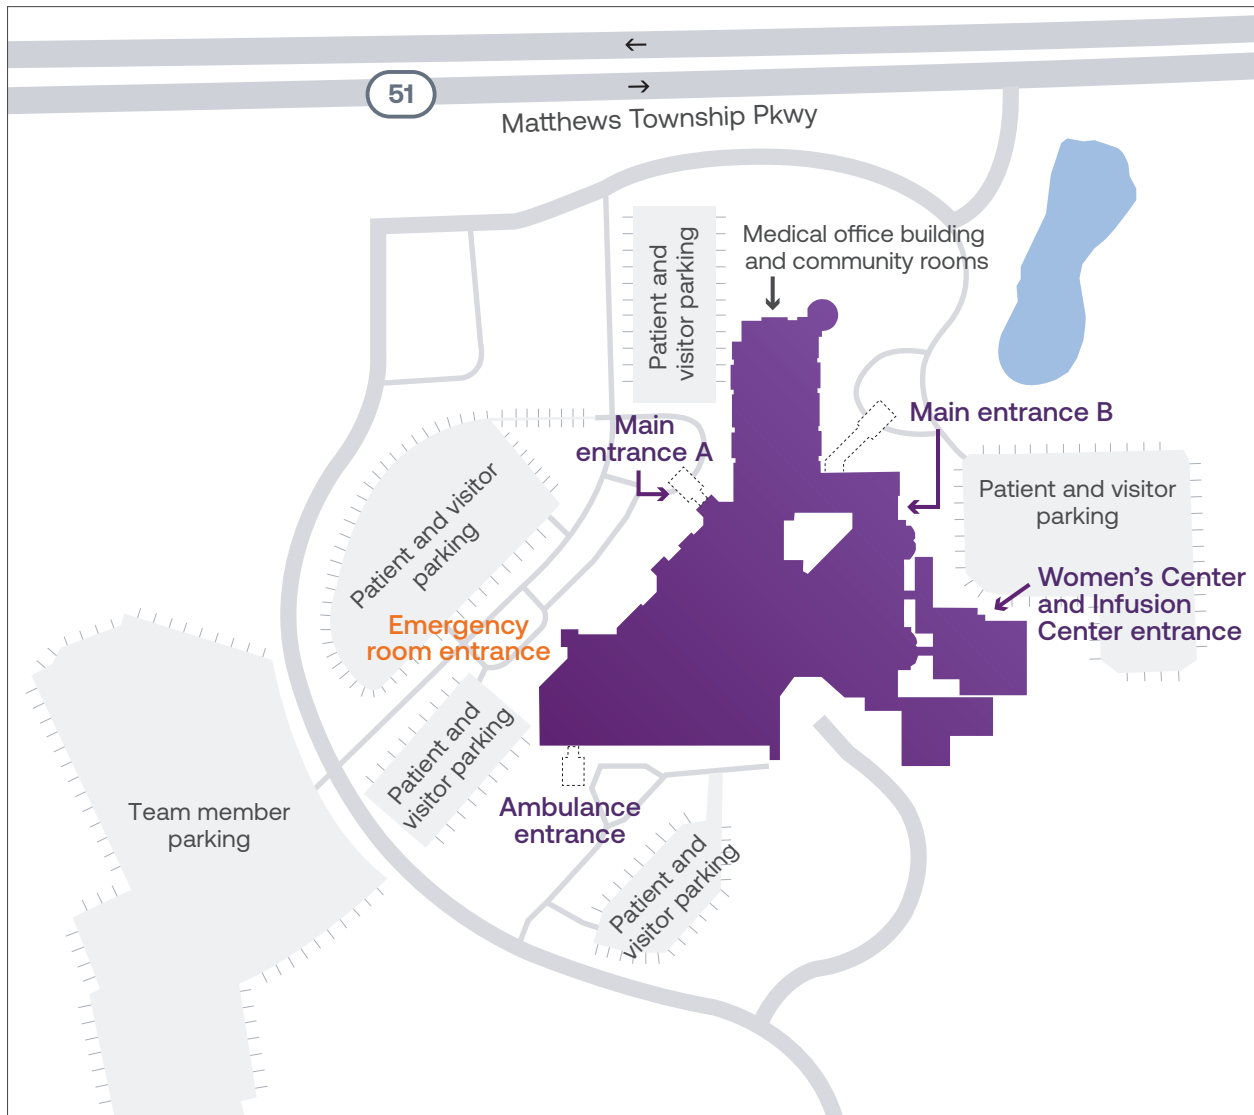 51
Matthews Township Pkwy
Patient and
visitor parking
Medical office building
and community rooms
Main
entrance A
Main entrance B
Patient and visitor
parking
Patient and visitor
parking
Women's Center
and Infusion
Center entrance
Emergency
room entrance
Patient and
visitor parking
Team member
parking
Ambulance
entrance
Patient and
visitor parking